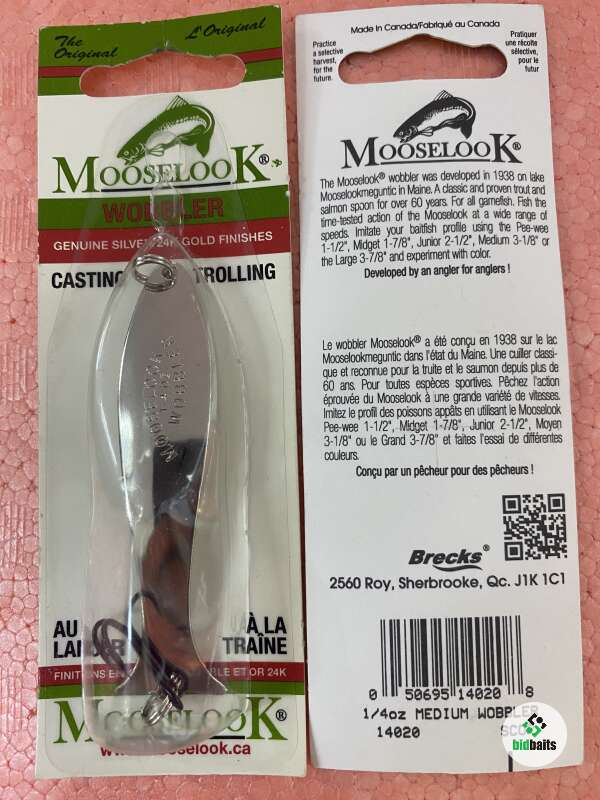 The Original
L'Original
MOOSELOOK®
WOBBLER
GENUINE SILVER 24K GOLD FINISHES
CASTING TROLLING
MOOSELOOK
WOBBLER
AU À LA
TRAÎNE
FINITIONS EN BLE ET OR 24K
MOOSELOOK®
www.mooselook.ca
Made in Canada/Fabriqué au Canada
Practice
a selective
harvest,
for the
future.
Pratiquer
une récolte
sélective,
pour le
futur
MOOSELOOK®
The Mooselook® wobbler was developed in 1938 on lake
Mooselookmeguntic in Maine. A classic and proven trout and
salmon spoon for over 60 years. For all gamefish. Fish the
time-tested action of the Mooselook at a wide range of
speeds. Imitate your baitfish profile using the Pee-wee
1-1/2", Midget 1-7/8", Junior 2-1/2", Medium 3-1/8" or
the Large 3-7/8" and experiment with color.
Developed by an angler for anglers !
Le wobbler Mooselook® a été conçu en 1938 sur le lac
Mooselookmeguntic dans l'état du Maine. Une cuiller classi-
que et reconnue pour la truite et le saumon depuis plus de
60 ans. Pour toutes espèces sportives. Pêchez l'action
éprouvée du Mooselook à une grande variété de vitesses.
Imitez le profil des poissons appâts en utilisant le Mooselook
Pee-wee 1-1/2", Midget 1-7/8", Junior 2-1/2", Moyen
3-1/8" ou le Grand 3-7/8" et faites l'essai de différentes
couleurs.
Conçu par un pêcheur pour des pêcheurs !
Brecks®
2560 Roy, Sherbrooke, Qc. J1K 1C1
0 50695 14020 8
1/4oz MEDIUM WOBBLER
14020
bidbaits